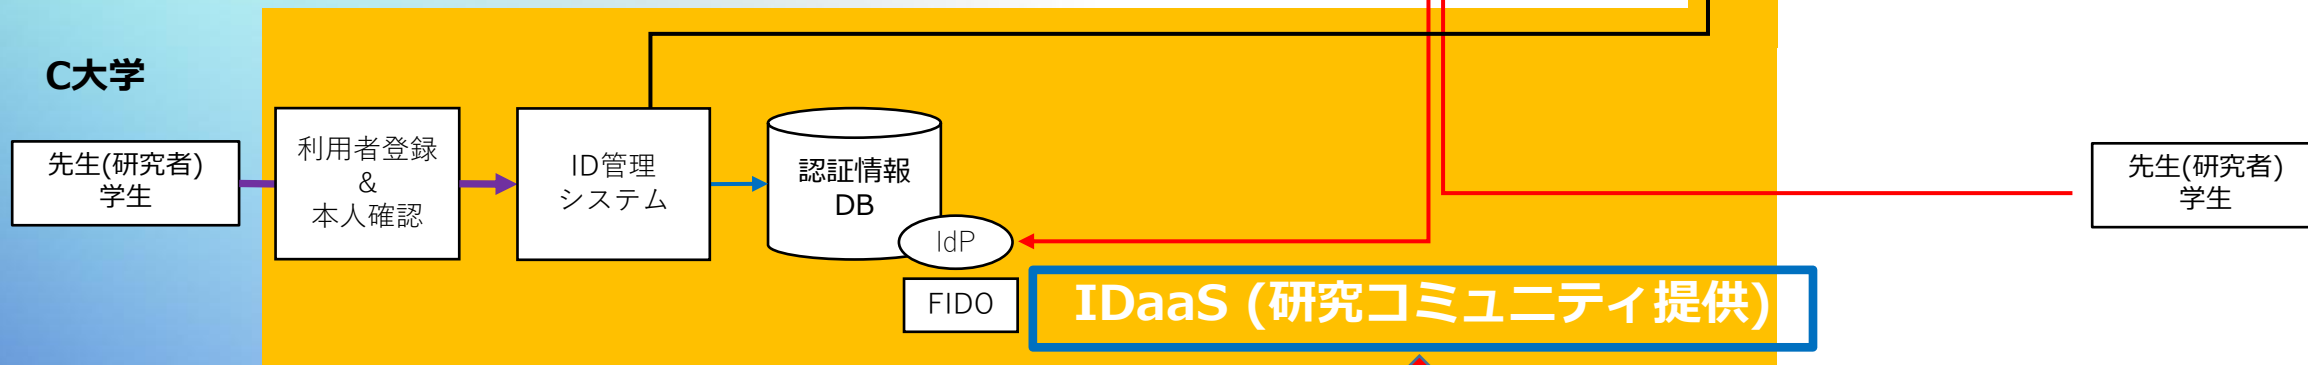 C大学
先生(研究者)
学生
利用者登録
&
本人確認
ID管理
システム
認証情報
DB
IdP
FIDO
IDaaS (研究コミュニティ提供)
先生(研究者)
学生